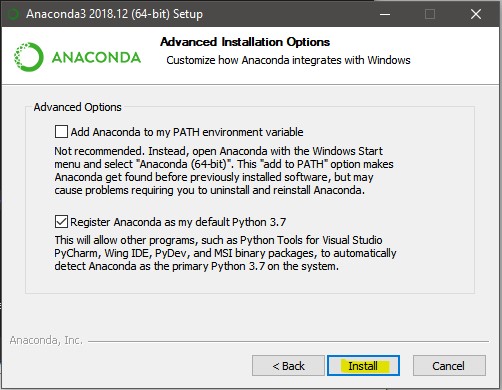 Anaconda3 2018.12 (64-bit) Setup
Advanced Installation Options
ANACONDA
Customize how Anaconda integrates with Windows
Advanced Options
Add Anaconda to my PATH environment variable
Not recommended. Instead, open Anaconda with the Windows Start
menu and select "Anaconda (64-bit)". This "add to PATH" option makes
Anaconda get found before previously installed software, but may
cause problems requiring you to uninstall and reinstall Anaconda.
Register Anaconda as my default Python 3.7
This will allow other programs, such as Python Tools for Visual Studio
PyCharm, Wing IDE, PyDev, and MSI binary packages, to automatically
detect Anaconda as the primary Python 3.7 on the system.
Anaconda, Inc.
< Back Install Cancel